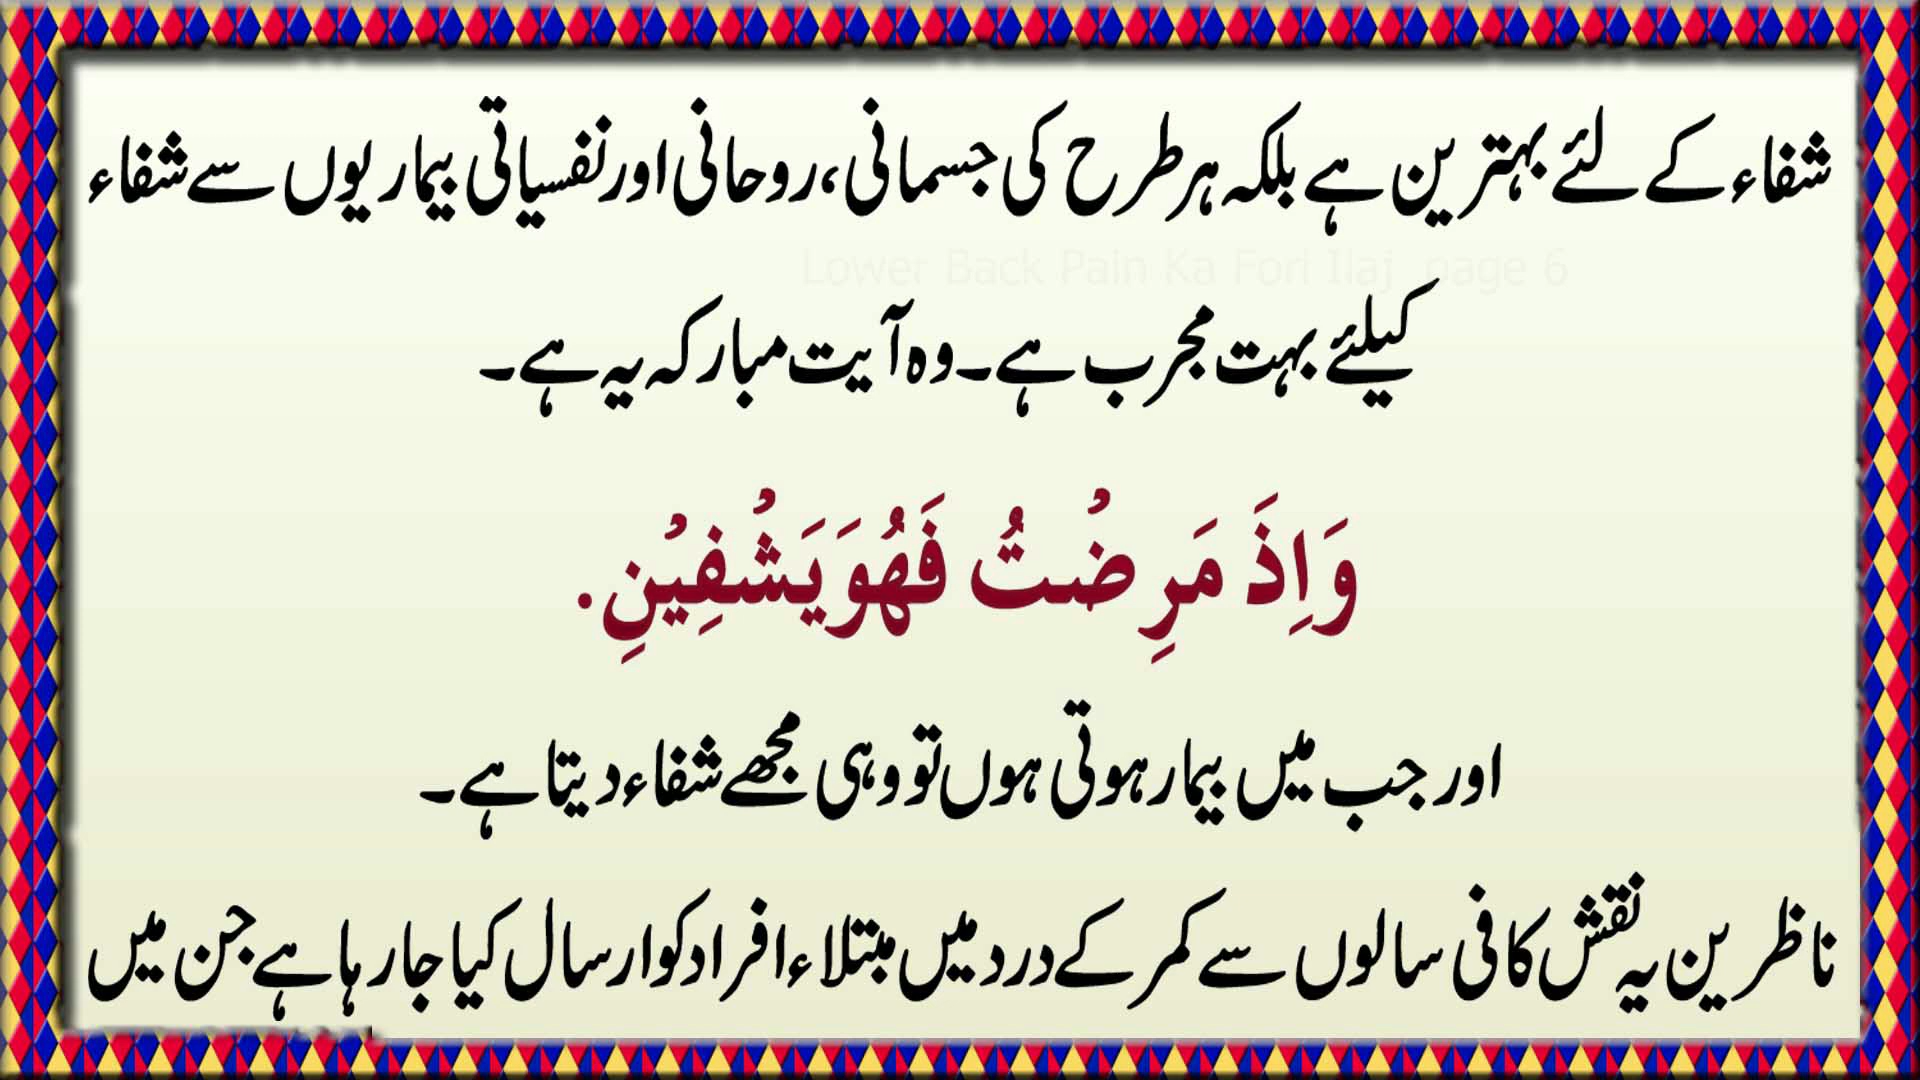 شفاء کے لئے بہترین ہے بلکہ ہر طرح کی جسمانی، روحانی اور نفسیاتی بیماریوں سے شفاء
Lower Back Pain Ka Fori Ilaj page 6
کیلئے بہت مجرب ہے۔ وہ آیت مبارکہ یہ ہے۔
وَاِذَ مَرِضْتُ فَهُوَ يَشْفِيْنِ.
اور جب میں بیمار ہوتی ہوں تو وہی مجھے شفاء دیتا ہے۔
ناظرین یہ نقش کافی سالوں سے کمر کے درد میں مبتلاء افراد کو ارسال کیا جا رہا ہے جن میں